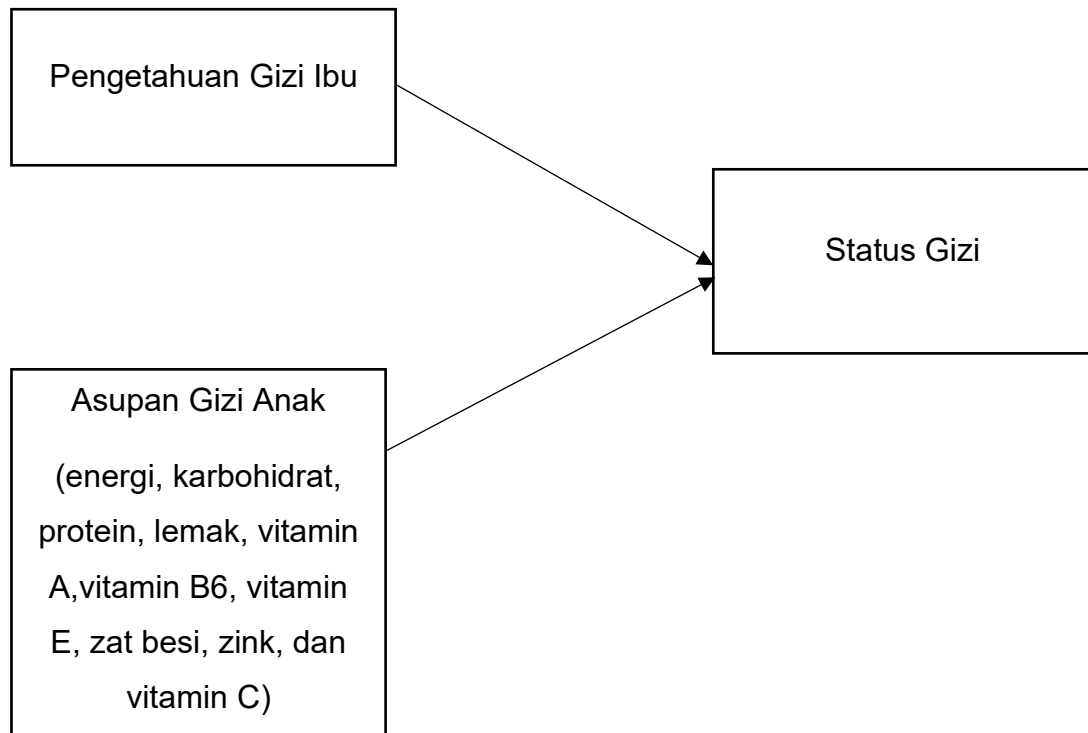 Pengetahuan Gizi Ibu
Status Gizi
Asupan Gizi Anak
(energi, karbohidrat,
protein, lemak, vitamin
A,vitamin B6, vitamin
E, zat besi, zink, dan
vitamin C)